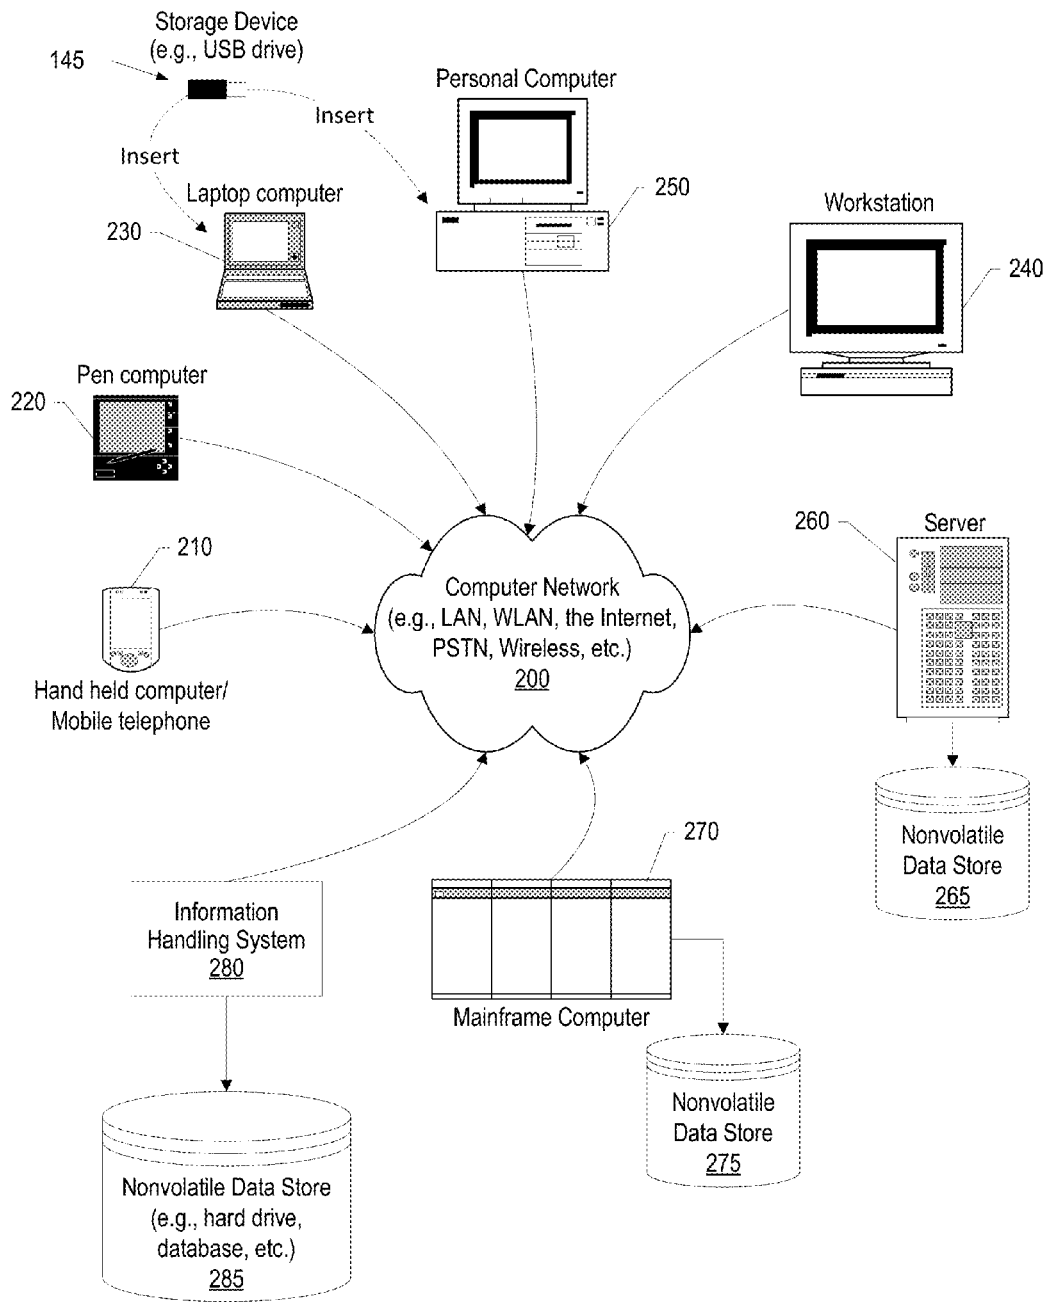 Storage Device
(e.g., USB drive)
145
Personal Computer
Insert
Insert
Laptop computer
250
Workstation
230
240
Pen computer
220
260
Server
210
Computer Network
(e.g., LAN, WLAN, the Internet,
PSTN, Wireless, etc.)
200
Hand held computer/
Mobile telephone
270
Nonvolatile
Data Store
265
Information
Handling System
280
Mainframe Computer
Nonvolatile
Data Store
275
Nonvolatile Data Store
(e.g., hard drive,
database, etc.)
285